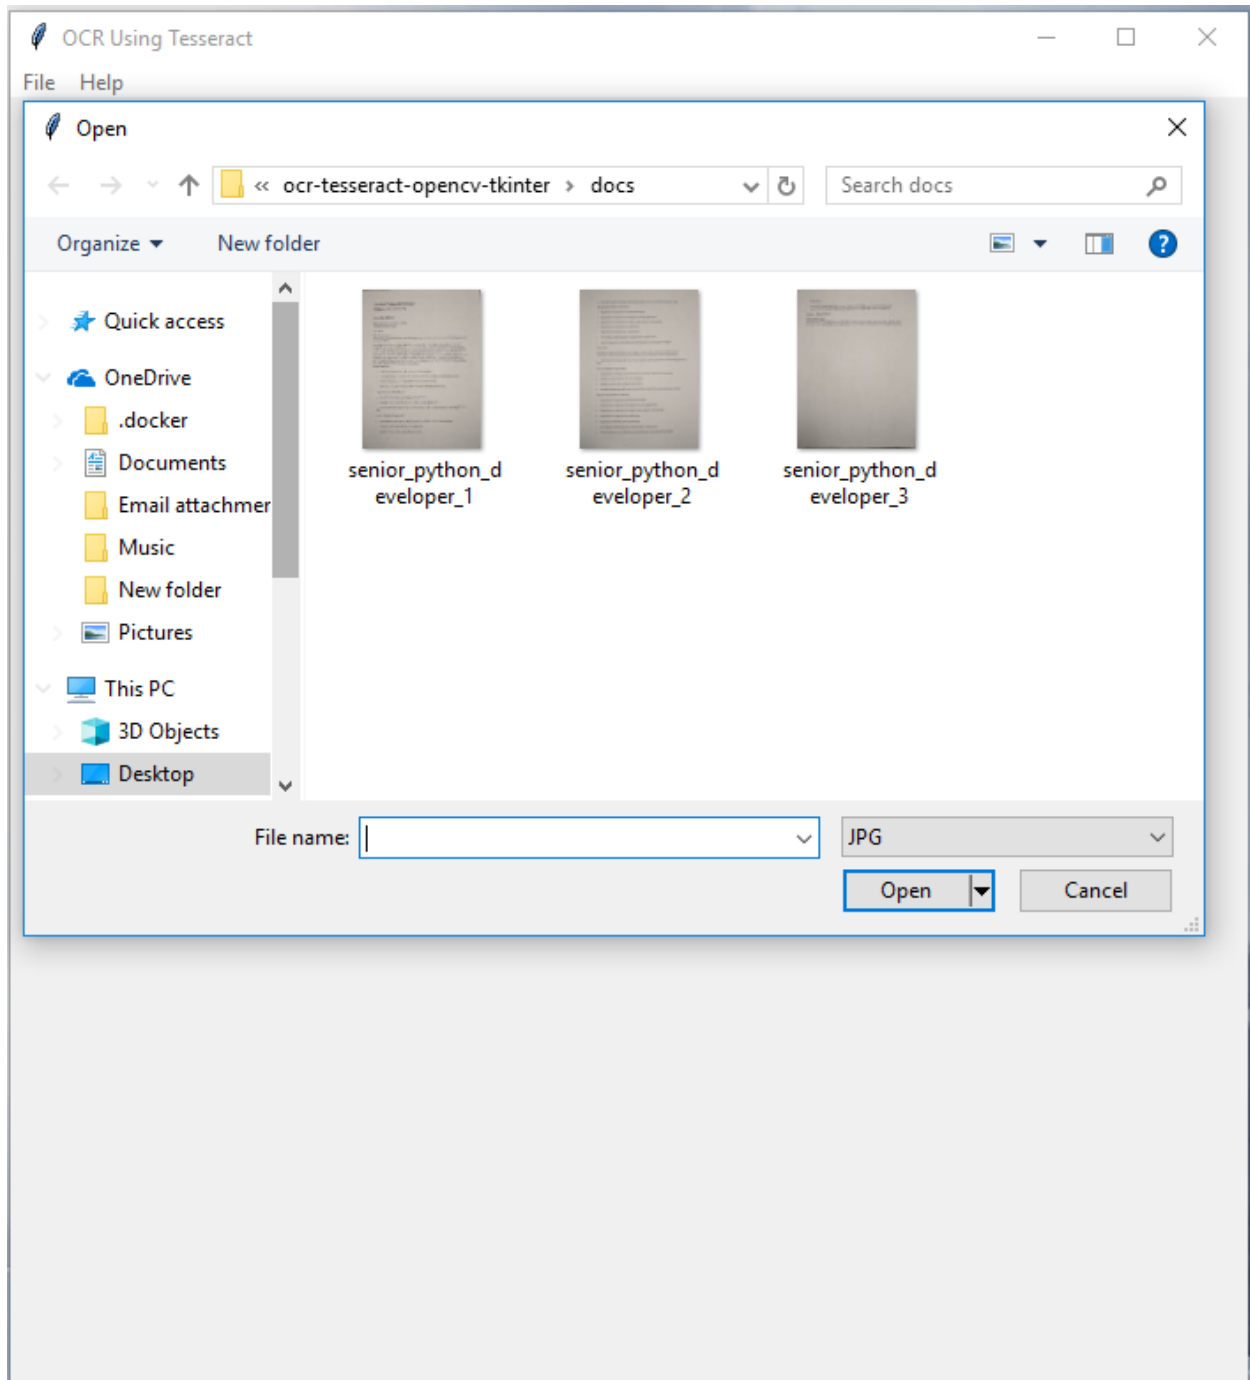 OCR Using Tesseract
File Help
Open
« ocr-tesseract-opencv-tkinter › docs
Search docs
Organize New folder
?
Quick access
OneDrive
.docker
Documents
Email attachmer
Music
New folder
Pictures
This PC
3D Objects
Desktop
senior_python_d
eveloper_1
senior_python_d
eveloper_2
senior_python_d
eveloper_3
File name:
JPG
Open Cancel